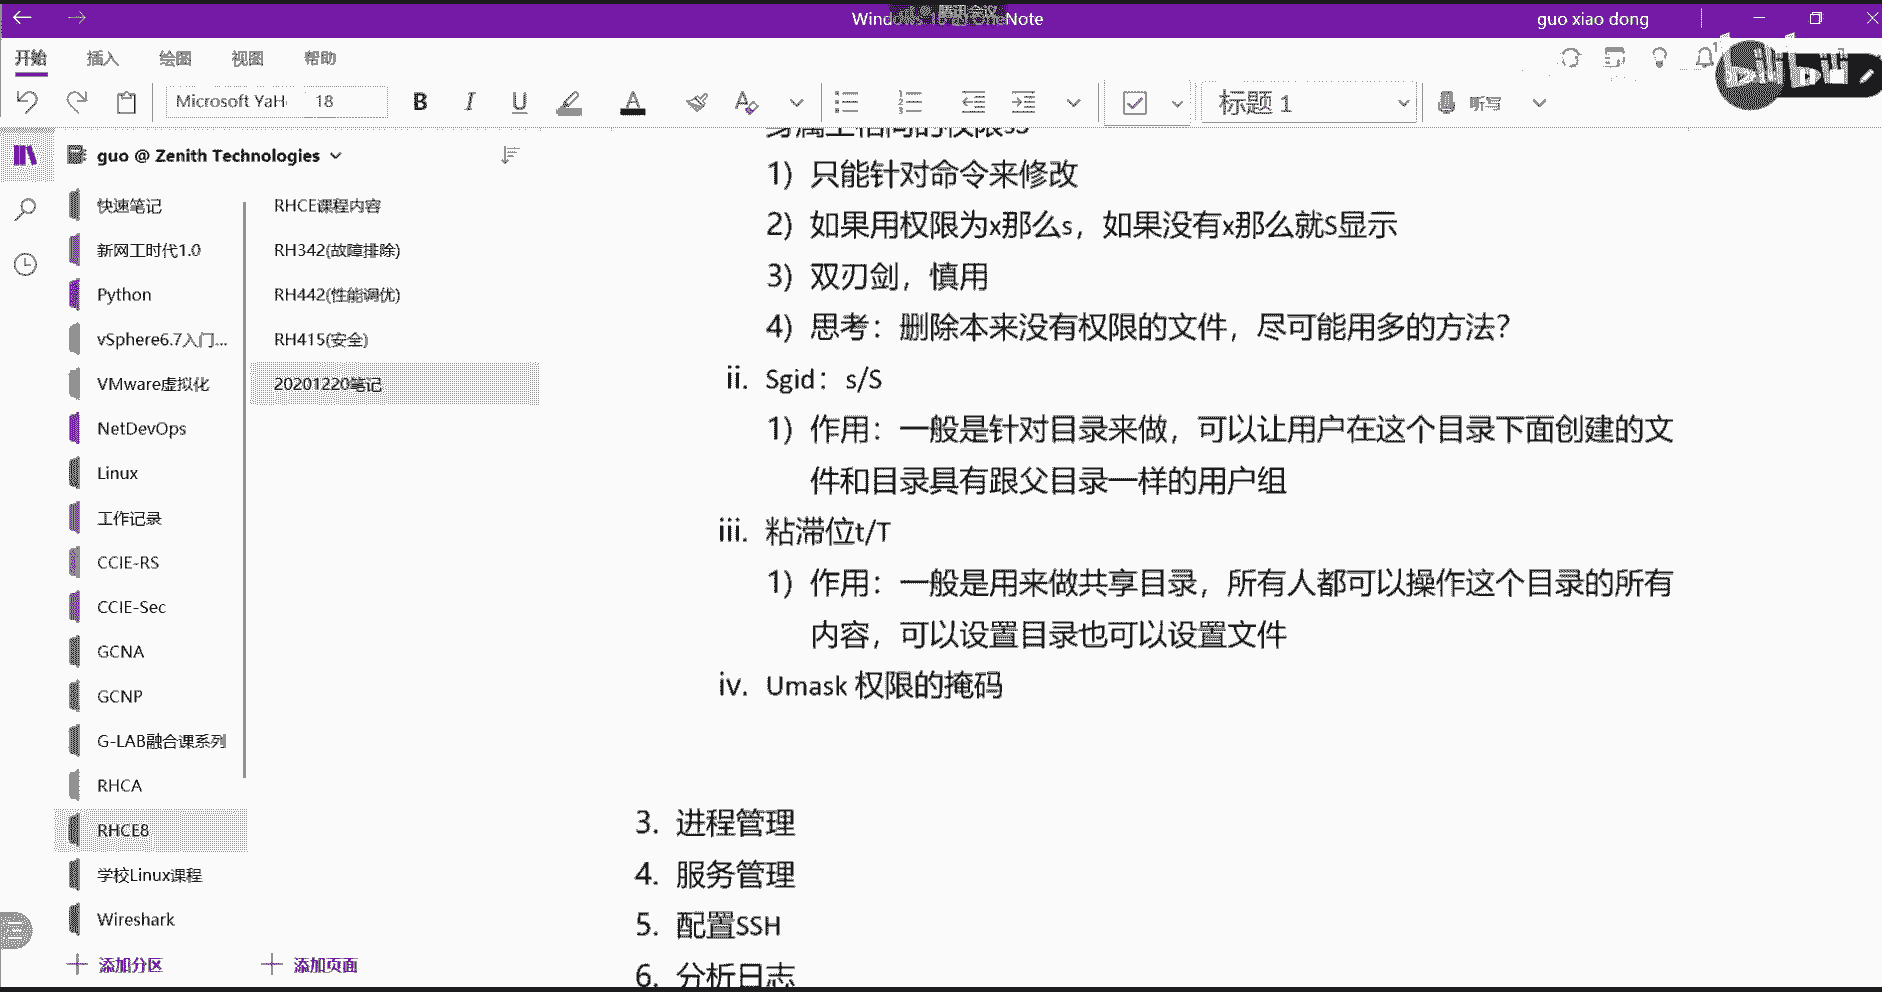 Windows 10 的 OneNote
腾讯会议
guo xiao dong
开始 插入 绘图 视图 帮助
bilibili
Microsoft YaHe 18 B I U A 标题 1 听写
guo @ Zenith Technologies
快速笔记
新网工时代1.0
Python
vSphere6.7入门...
VMware虚拟化
NetDevOps
Linux
工作记录
CCIE-RS
CCIE-Sec
GCNA
GCNP
G-LAB融合课系列
RHCA
RHCE8
学校Linux课程
Wireshark
添加分区
RHCE课程内容
RH342(故障排除)
RH442(性能调优)
RH415(安全)
20201220笔记
添加页面
1) 只能针对命令来修改
2) 如果用权限为x那么s，如果没有x那么就S显示
3) 双刃剑，慎用
4) 思考：删除本来没有权限的文件，尽可能用多的方法？
ii. Sgid：s/S
1) 作用：一般是针对目录来做，可以让用户在这个目录下面创建的文
件和目录具有跟父目录一样的用户组
iii. 粘滞位t/T
1) 作用：一般是用来做共享目录，所有人都可以操作这个目录的所有
内容，可以设置目录也可以设置文件
iv. Umask 权限的掩码
3. 进程管理
4. 服务管理
5. 配置SSH
6. 分析日志